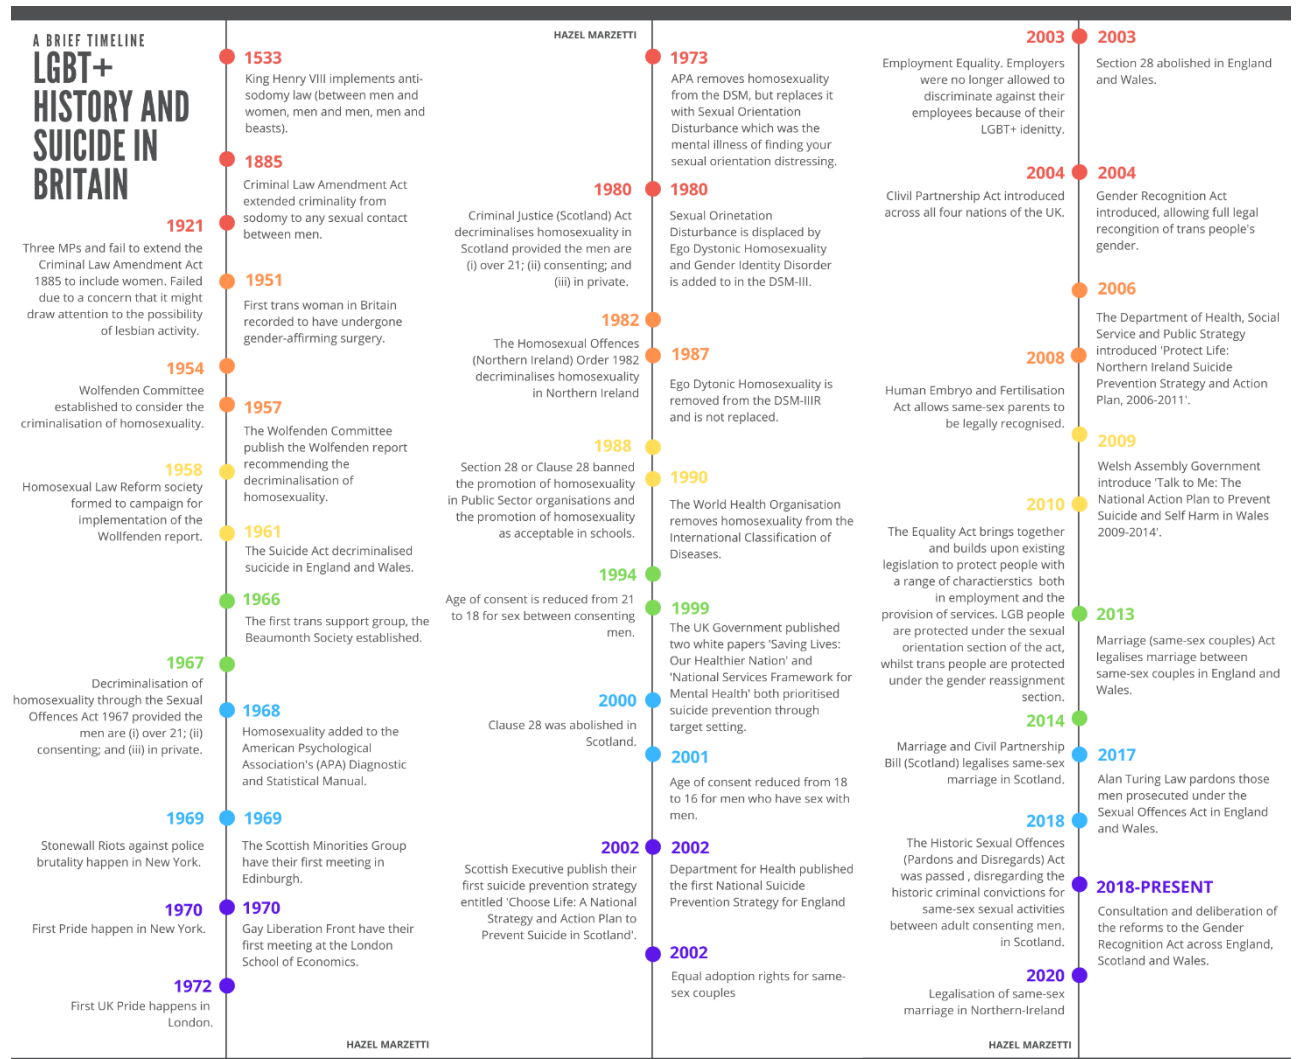 A BRIEF TIMELINE
LGBT+
HISTORY AND
SUICIDE IN
BRITAIN
1533
King Henry VIII implements anti-
sodomy law (between men and
women, men and men, men and
beasts).
1885
Criminal Law Amendment Act
extended criminality from
sodomy to any sexual contact
between men.
1921
Three MPs and fail to extend the
Criminal Law Amendment Act
1885 to include women. Failed
due to a concern that it might
draw attention to the possibility
of lesbian activity.
1951
First trans woman in Britain
recorded to have undergone
gender-affirming surgery.
1954
Wolfenden Committee
established to consider the
criminalisation of homosexuality.
1957
The Wolfenden Committee
publish the Wolfenden report
recommending the
decriminalisation of
homosexuality.
1958
Homosexual Law Reform society
formed to campaign for
implementation of the
Wollfenden report.
1961
The Suicide Act decriminalised
sucicide in England and Wales.
1966
The first trans support group, the
Beaumonth Society established.
1967
Decriminalisation of
homosexuality through the Sexual
Offences Act 1967 provided the
men are (i) over 21; (ii)
consenting; and (iii) in private.
1968
Homosexuality added to the
American Psychological
Association's (APA) Diagnostic
and Statistical Manual.
1969
Stonewall Riots against police
brutality happen in New York.
1969
The Scottish Minorities Group
have their first meeting in
Edinburgh.
1970
First Pride happen in New York.
1970
Gay Liberation Front have their
first meeting at the London
School of Economics.
1972
First UK Pride happens in
London.
HAZEL MARZETTI
HAZEL MARZETTI
1973
APA removes homosexuality
from the DSM, but replaces it
with Sexual Orientation
Disturbance which was the
mental illness of finding your
sexual orientation distressing.
1980
Criminal Justice (Scotland) Act
decriminalises homosexuality in
Scotland provided the men are
(i) over 21; (ii) consenting; and
(iii) in private.
1980
Sexual Orinetation
Disturbance is displaced by
Ego Dystonic Homosexuality
and Gender Identity Disorder
is added to in the DSM-III.
1982
The Homosexual Offences
(Northern Ireland) Order 1982
decriminalises homosexuality
in Northern Ireland
1987
Ego Dytonic Homosexuality is
removed from the DSM-IIIR
and is not replaced.
1988
Section 28 or Clause 28 banned
the promotion of homosexuality
in Public Sector organisations and
the promotion of homosexuality
as acceptable in schools.
1990
The World Health Organisation
removes homosexuality from the
International Classification of
Diseases.
1994
Age of consent is reduced from 21
to 18 for sex between consenting
men.
1999
The UK Government published
two white papers 'Saving Lives:
Our Healthier Nation' and
'National Services Framework for
Mental Health' both prioritised
suicide prevention through
target setting.
2000
Clause 28 was abolished in
Scotland.
2001
Age of consent reduced from 18
to 16 for men who have sex with
men.
2002
Scottish Executive publish their
first suicide prevention strategy
entitled 'Choose Life: A National
Strategy and Action Plan to
Prevent Suicide in Scotland'.
2002
Department for Health published
the first National Suicide
Prevention Strategy for England
2002
Equal adoption rights for same-
sex couples
2003
Employment Equality. Employers
were no longer allowed to
discriminate against their
employees because of their
LGBT+ idenitty.
2003
Section 28 abolished in England
and Wales.
2004
Clivil Partnership Act introduced
across all four nations of the UK.
2004
Gender Recognition Act
introduced, allowing full legal
recongition of trans people's
gender.
2006
The Department of Health, Social
Service and Public Strategy
introduced 'Protect Life:
Northern Ireland Suicide
Prevention Strategy and Action
Plan, 2006-2011'.
2008
Human Embryo and Fertilisation
Act allows same-sex parents to
be legally recognised.
2009
Welsh Assembly Government
introduce 'Talk to Me: The
National Action Plan to Prevent
Suicide and Self Harm in Wales
2009-2014'.
2010
The Equality Act brings together
and builds upon existing
legislation to protect people with
a range of charactierstics both
in employment and the
provision of services. LGB people
are protected under the sexual
orientation section of the act,
whilst trans people are protected
under the gender reassignment
section.
2013
Marriage (same-sex couples) Act
legalises marriage between
same-sex couples in England and
Wales.
2014
Marriage and Civil Partnership
Bill (Scotland) legalises same-sex
marriage in Scotland.
2017
Alan Turing Law pardons those
men prosecuted under the
Sexual Offences Act in England
and Wales.
2018
The Historic Sexual Offences
(Pardons and Disregards) Act
was passed , disregarding the
historic criminal convictions for
same-sex sexual activities
between adult consenting men.
in Scotland.
2018-PRESENT
Consultation and deliberation of
the reforms to the Gender
Recognition Act across England,
Scotland and Wales.
2020
Legalisation of same-sex
marriage in Northern-Ireland
HAZEL MARZETTI